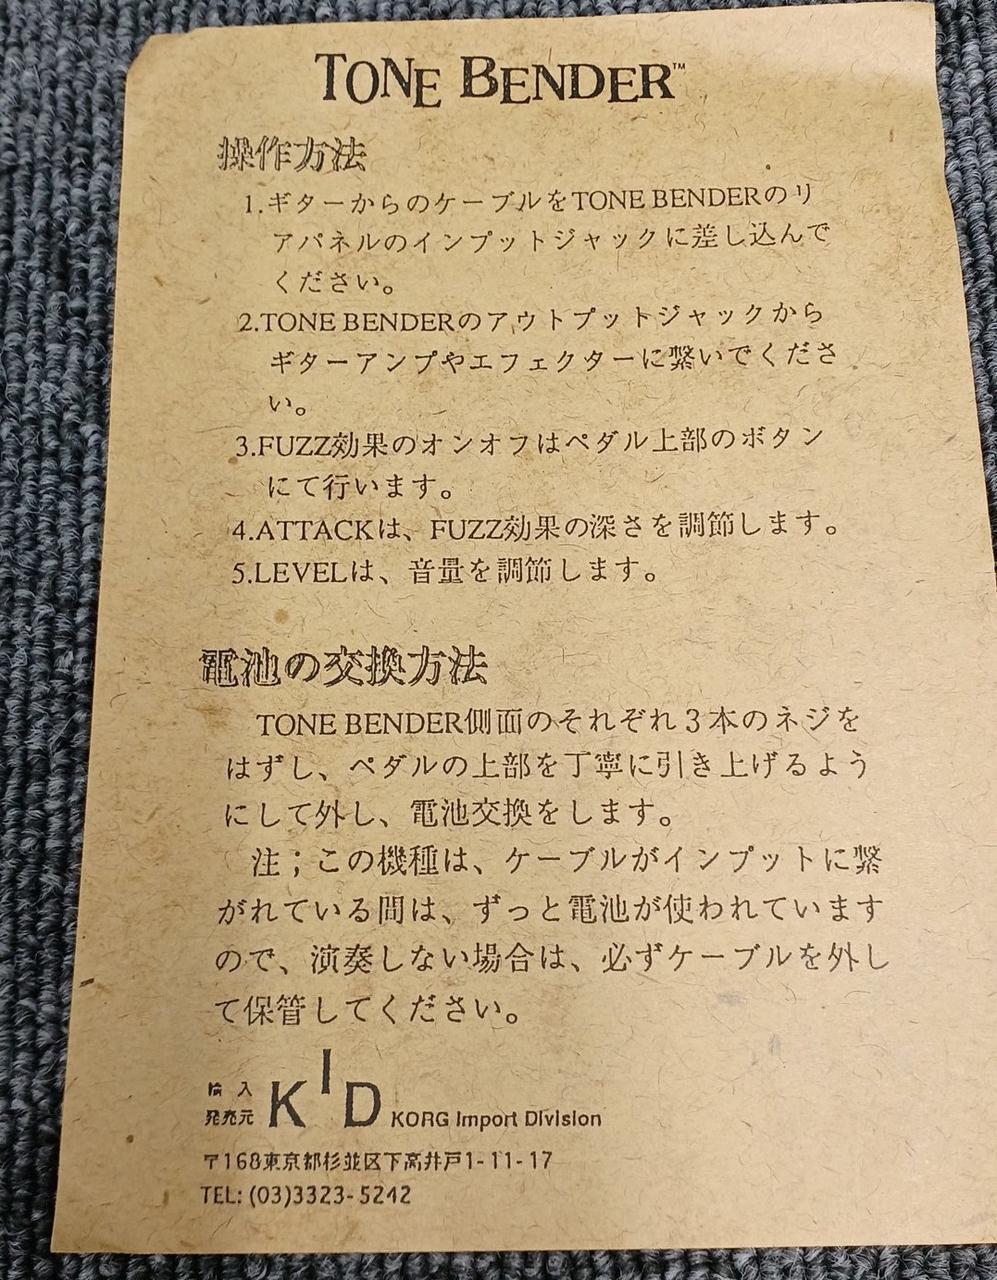 TONE BENDER™
操作方法
1.ギターからのケーブルをTONE BENDERのリ
アパネルのインプットジャックに差し込んで
ください。
2.TONE BENDERのアウトプットジャックから
ギターアンプやエフェクターに繋いでくださ
い。
3.FUZZ効果のオンオフはペダル上部のボタン
にて行います。
4.ATTACKは、FUZZ効果の深さを調節します。
5.LEVELは、音量を調節します。
電池の交換方法
TONE BENDER側面のそれぞれ3本のネジを
はずし、ペダルの上部を丁寧に引き上げるよう
にして外し、電池交換をします。
注；この機種は、ケーブルがインプットに繋
がれている間は、ずっと電池が使われています
ので、演奏しない場合は、必ずケーブルを外し
て保管してください。
輸入
発売元 KID KORG Import Division
〒168東京都杉並区下高井戸1-11-17
TEL: (03)3323-5242